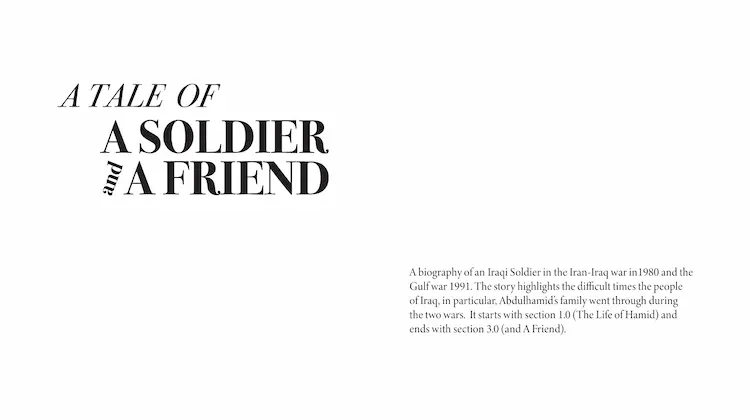 A TALE OF
A SOLDIER
and A FRIEND
A biography of an Iraqi Soldier in the Iran-Iraq war in1980 and the
Gulf war 1991. The story highlights the difficult times the people
of Iraq, in particular, Abdulhamid's family went through during
the two wars.  It starts with section 1.0 (The Life of Hamid) and
ends with section 3.0 (and A Friend).